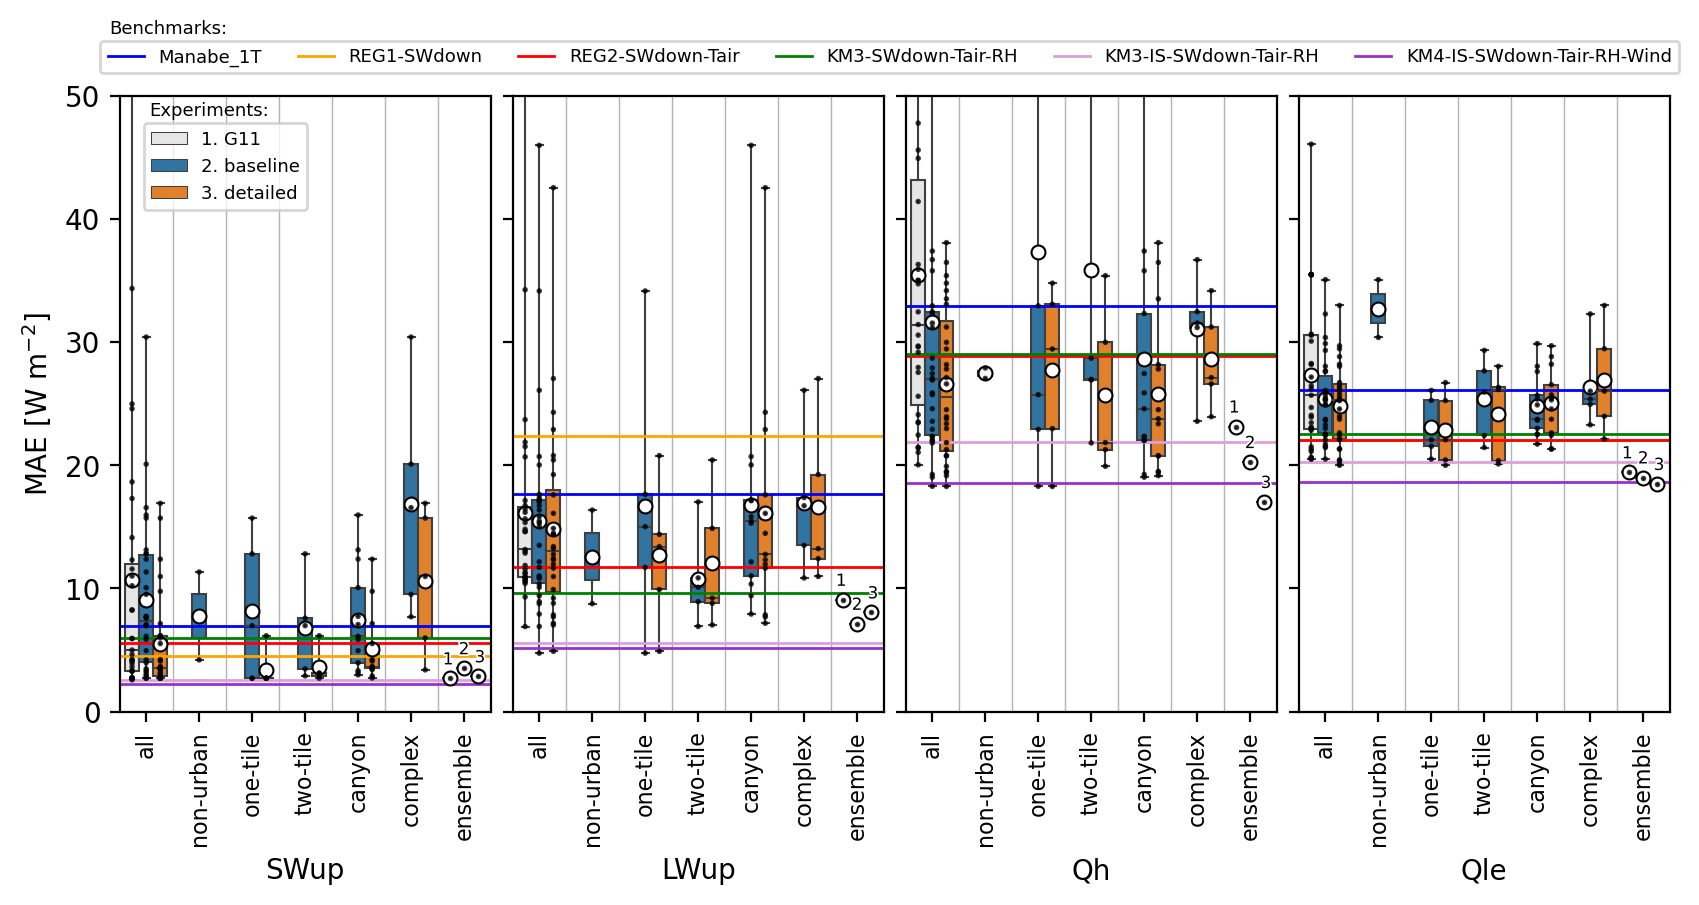 Benchmarks:
Manabe_1T REG1-SWdown REG2-SWdown-Tair KM3-SWdown-Tair-RH KM3-IS-SWdown-Tair-RH KM4-IS-SWdown-Tair-RH-Wind
Experiments:
1. G11
2. baseline
3. detailed
MAE [W m⁻²]
50
40
30
20
10
0
1 2 3
1 2 3
1 2 3
1 2 3
all non-urban one-tile two-tile canyon complex ensemble
all non-urban one-tile two-tile canyon complex ensemble
all non-urban one-tile two-tile canyon complex ensemble
all non-urban one-tile two-tile canyon complex ensemble
SWup LWup Qh Qle